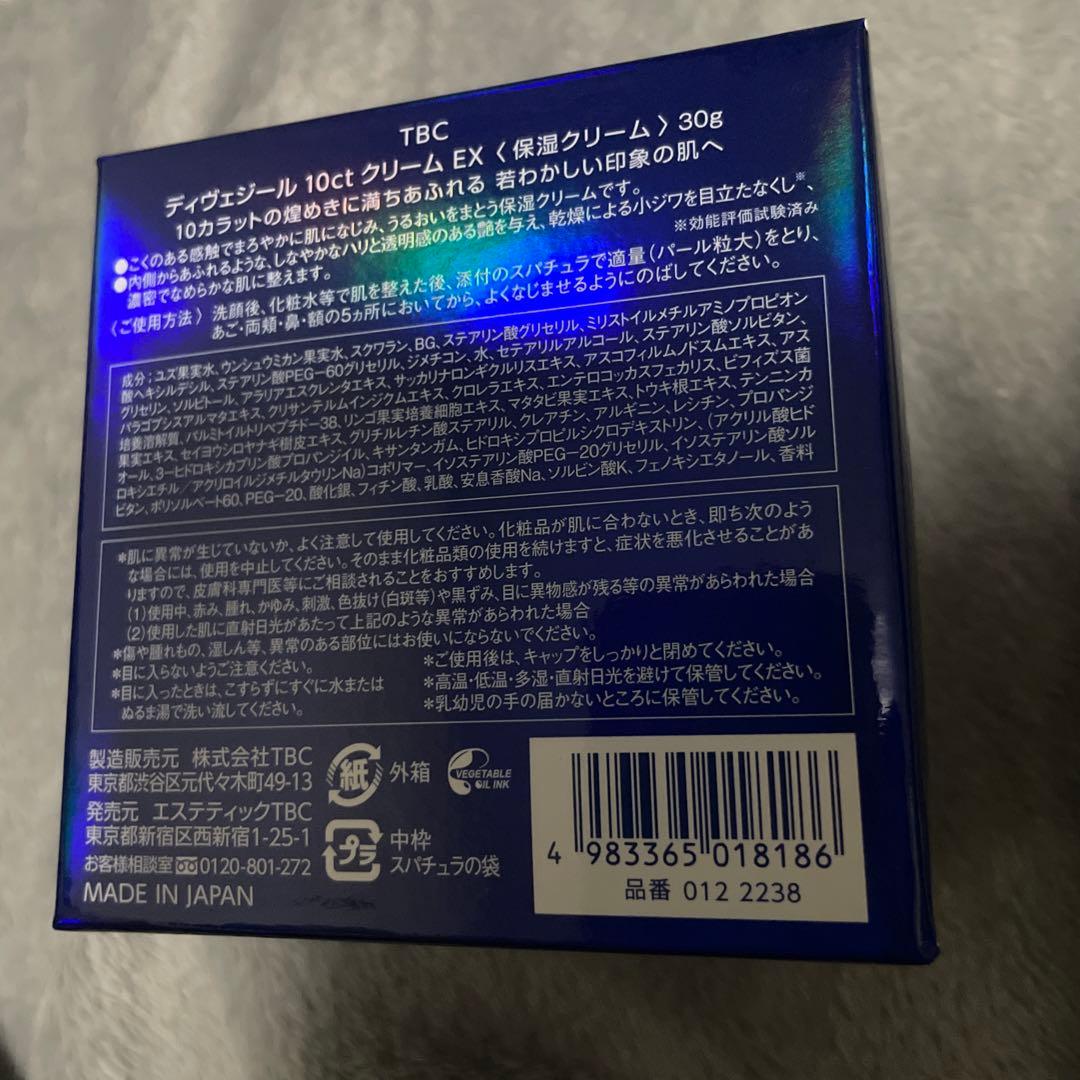 TBC
ディヴェジール 10ct クリーム EX 〈 保湿クリーム 〉 30g
10カラットの煌めきに満ちあふれる 若わかしい印象の肌へ
●こくのある感触でまろやかに肌になじみ、うるおいをまとう保湿クリームです。
●内側からあふれるような、しなやかなハリと透明感のある艶を与え、乾燥による小ジワを目立たなくし※、
濃密でなめらかな肌に整えます。
※効能評価試験済み
〈ご使用方法〉 洗顔後、化粧水等で肌を整えた後、添付のスパチュラで適量(パール粒大)をとり、
あご・両頬・鼻・額の5ヵ所においてから、よくなじませるようにのばしてください。
成分:ユズ果実水、ウンシュウミカン果実水、スクワラン、BG、ステアリン酸グリセリル、ミリストイルメチルアミノプロピオン
酸ヘキシルデシル、ステアリン酸PEG-60グリセリル、ジメチコン、水、セテアリルアルコール、ステアリン酸ソルビタン、
グリセリン、ソルビトール、アラリアエスクレンタエキス、サッカリナロンギクルリスエキス、アスコフィルムノドスムエキス、アス
パラゴプシスアルマタエキス、クリサンテルムインジクムエキス、クロレラエキス、エンテロコッカスフェカリス、ビフィズス菌
培養溶解質、パルミトイルトリペプチド-38、リンゴ果実培養細胞エキス、マタタビ果実エキス、トウキ根エキス、テンニンカ
果実エキス、セイヨウシロヤナギ樹皮エキス、グリチルレチン酸ステアリル、クレアチン、アルギニン、レシチン、プロパンジ
オール、3-ヒドロキシカプリン酸プロパンジイル、キサンタンガム、ヒドロキシプロピルシクロデキストリン、(アクリル酸ヒド
ロキシエチル/アクリロイルジメチルタウリンNa)コポリマー、イソステアリン酸PEG-20グリセリル、イソステアリン酸ソル
ビタン、ポリソルベート60、PEG-20、酸化銀、フィチン酸、乳酸、安息香酸Na、ソルビン酸K、フェノキシエタノール、香料
*肌に異常が生じていないか、よく注意して使用してください。化粧品が肌に合わないとき、即ち次のよう
な場合には、使用を中止してください。そのまま化粧品類の使用を続けますと、症状を悪化させることがあ
りますので、皮膚科専門医等にご相談されることをおすすめします。
(1)使用中、赤み、腫れ、かゆみ、刺激、色抜け(白斑等)や黒ずみ、目に異物感が残る等の異常があらわれた場合
(2)使用した肌に直射日光があたって上記のような異常があらわれた場合
*傷や腫れもの、湿しん等、異常のある部位にはお使いにならないでください。
*目に入らないようご注意ください。
*目に入ったときは、こすらずにすぐに水または
ぬるま湯で洗い流してください。
*ご使用後は、キャップをしっかりと閉めてください。
*高温・低温・多湿・直射日光を避けて保管してください。
*乳幼児の手の届かないところに保管してください。
製造販売元 株式会社TBC
東京都渋谷区元代々木町49-13
発売元 エステティックTBC
東京都新宿区西新宿1-25-1
お客様相談室 0120-801-272
MADE IN JAPAN
紙 外箱
VEGETABLE
OIL INK
プラ 中枠
スパチュラの袋
4 983365 018186
品番 012 2238